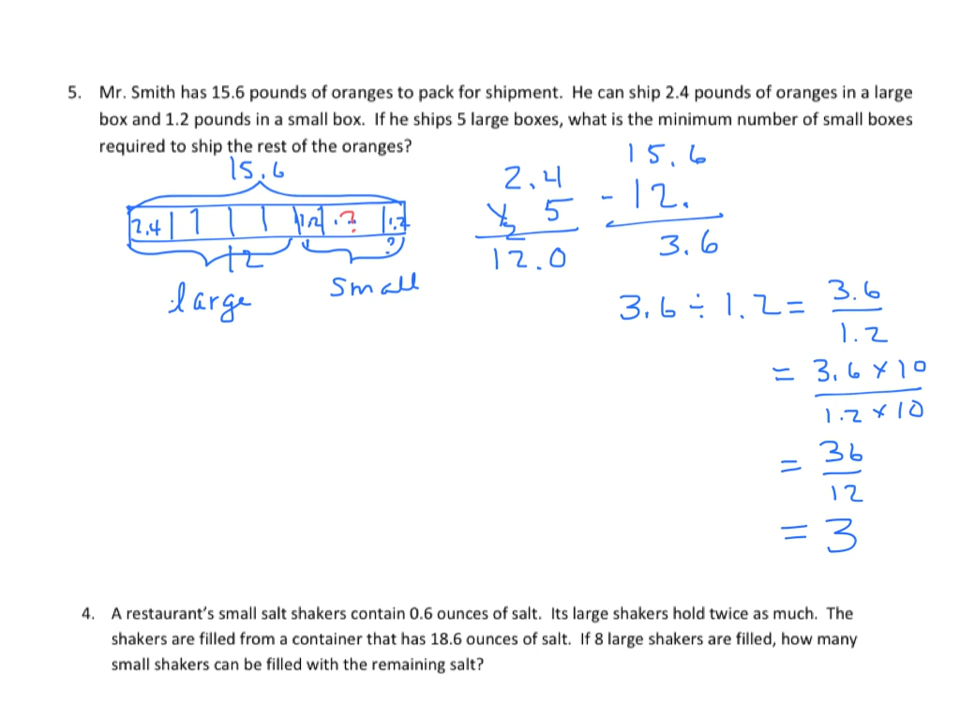 5. Mr. Smith has 15.6 pounds of oranges to pack for shipment. He can ship 2.4 pounds of oranges in a large
box and 1.2 pounds in a small box. If he ships 5 large boxes, what is the minimum number of small boxes
required to ship the rest of the oranges?
15.6
2.4 1.2 .? 1.2
?
12
large
small
2.4
x 5
12.0
15.6
- 12.
3.6
3.6 ÷ 1.2 = 3.6
1.2
= 3.6 x 10
1.2 x 10
= 36
12
= 3
4. A restaurant's small salt shakers contain 0.6 ounces of salt. Its large shakers hold twice as much. The
shakers are filled from a container that has 18.6 ounces of salt. If 8 large shakers are filled, how many
small shakers can be filled with the remaining salt?